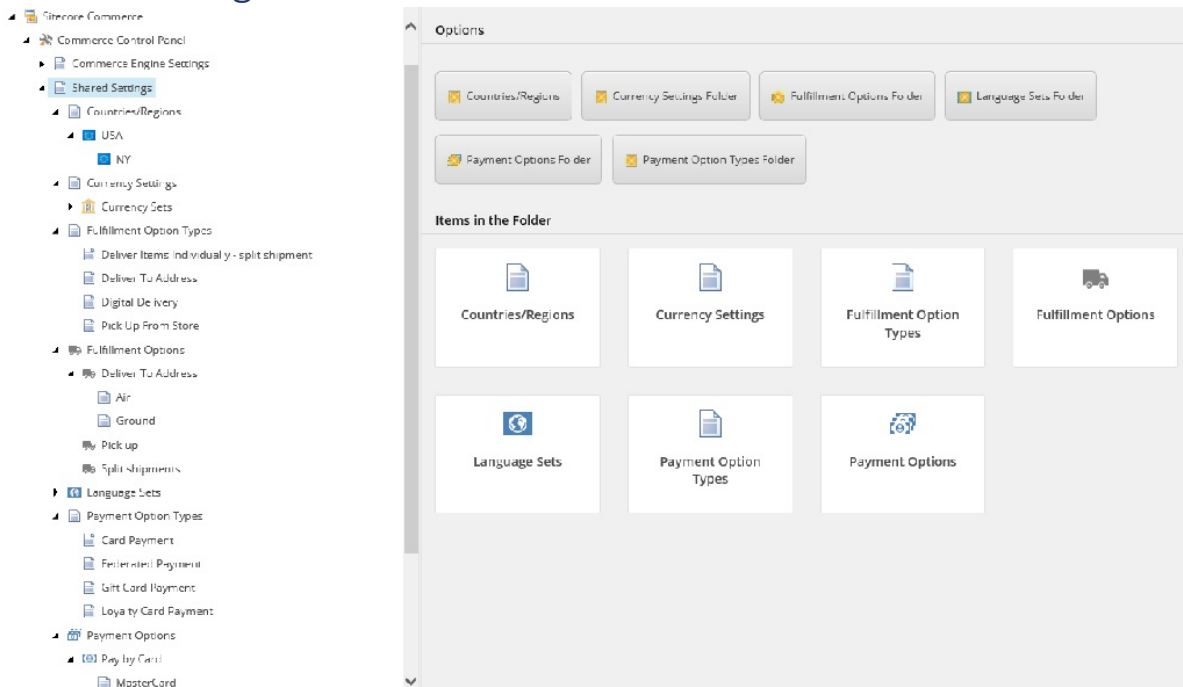 Sitecore Commerce
Commerce Control Panel
Commerce Engine Settings
Shared Settings
Countries/Regions
USA
NY
Currency Settings
Currency Sets
Fulfillment Option Types
Deliver Items Individually - split shipment
Deliver To Address
Digital Delivery
Pick Up From Store
Fulfillment Options
Deliver To Address
Air
Ground
Pick up
Split shipments
Language Sets
Payment Option Types
Card Payment
Federated Payment
Gift Card Payment
Loyalty Card Payment
Payment Options
Pay by Card
MasterCard
Options
Countries/Regions
Currency Settings Folder
Fulfillment Options Folder
Language Sets Folder
Payment Options Folder
Payment Option Types Folder
Items in the Folder
Countries/Regions
Currency Settings
Fulfillment Option
Types
Fulfillment Options
Language Sets
Payment Option
Types
Payment Options